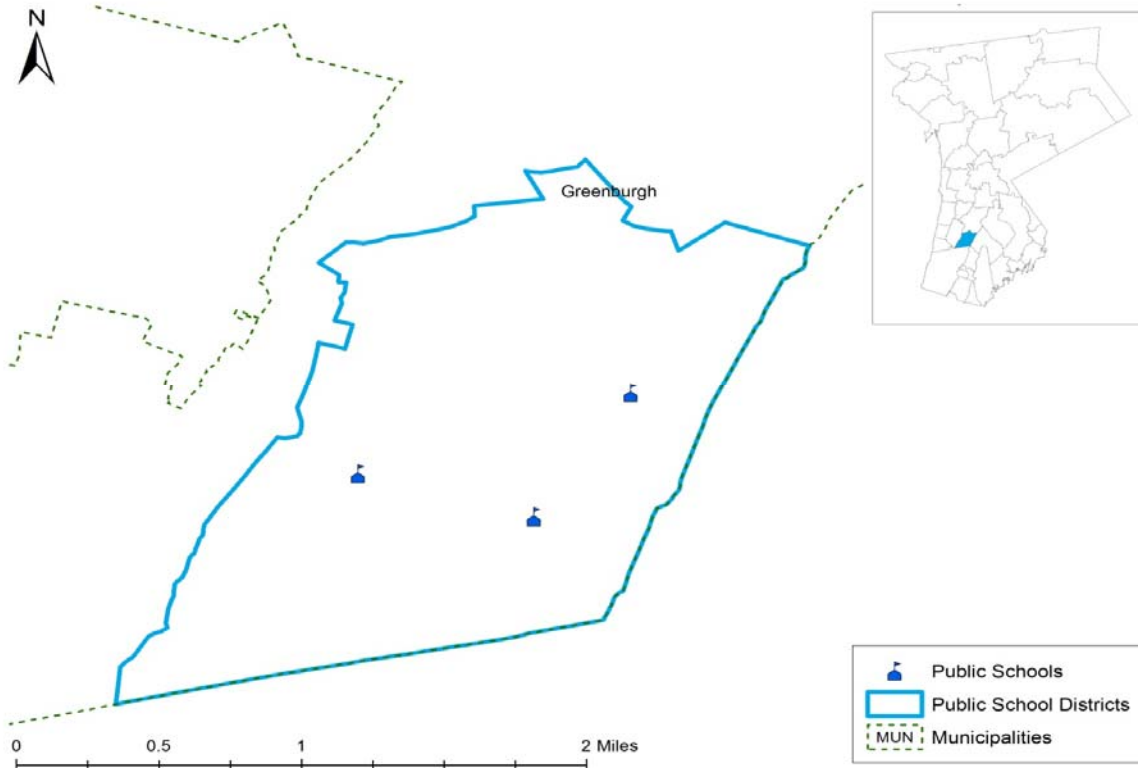 N
Greenburgh
Public Schools
Public School Districts
MUN Municipalities
0 0.5 1 2 Miles